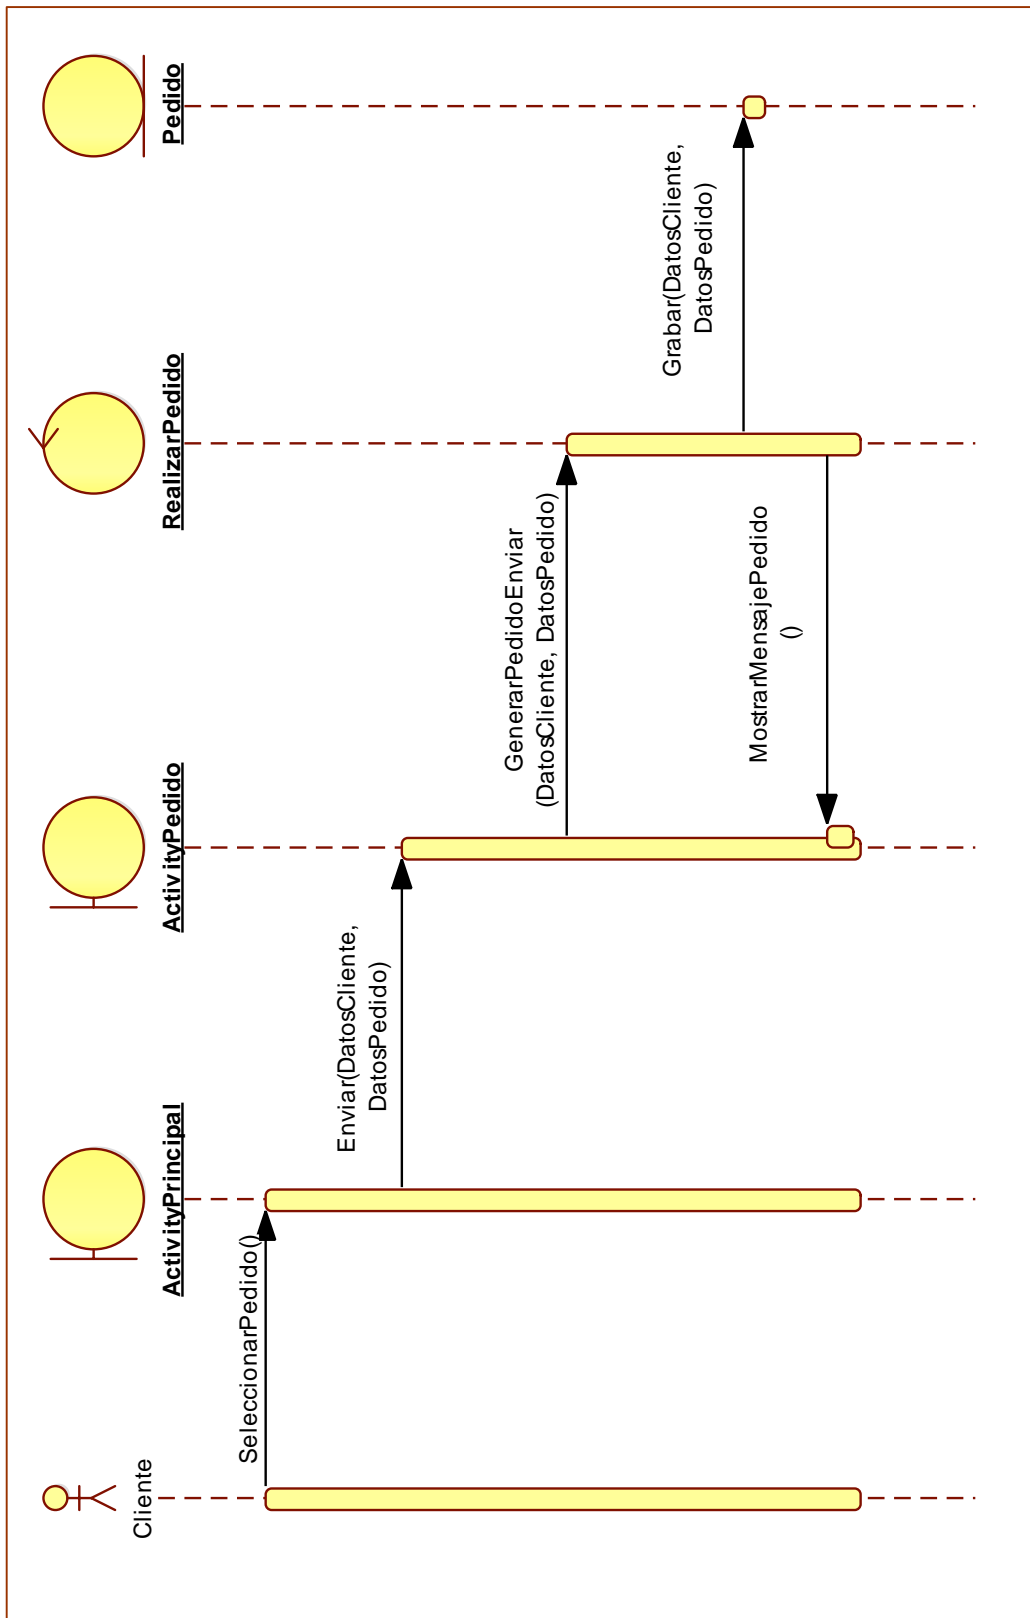 Cliente
ActivityPrincipal
ActivityPedido
RealizarPedido
Pedido
SeleccionarPedido()
Enviar(DatosCliente,
DatosPedido)
GenerarPedidoEnviar
(DatosCliente, DatosPedido)
Grabar(DatosCliente,
DatosPedido)
MostrarMensajePedido
()